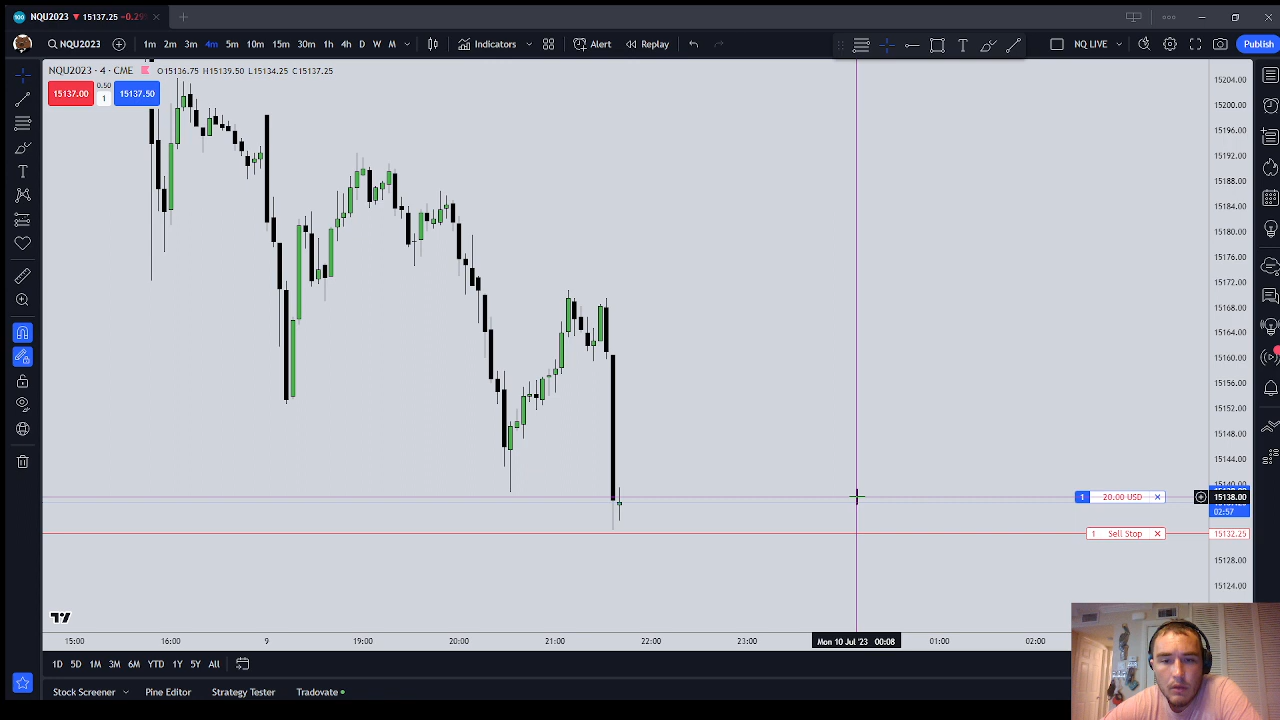 100 NQU2023 15137.25 −0.29
NQU2023 1m 2m 3m 4m 5m 10m 15m 30m 1h 4h D W M Indicators Alert Replay NQ LIVE Publish
NQU2023 · 4 · CME O15136.75 H15139.50 L15134.25 C15137.25
15137.00 0.50 1 15137.50
15204.00
15200.00
15196.00
15192.00
15188.00
15184.00
15180.00
15176.00
15172.00
15168.00
15164.00
15160.00
15156.00
15152.00
15148.00
15144.00
15140.00
1 20.00 USD 15138.00
02:57
1 Sell Stop 15132.25
15128.00
15124.00
15:00 16:00 9 19:00 20:00 21:00 22:00 23:00 Mon 10 Jul '23 00:08 01:00 02:00
1D 5D 1M 3M 6M YTD 1Y 5Y All
Stock Screener Pine Editor Strategy Tester Tradovate